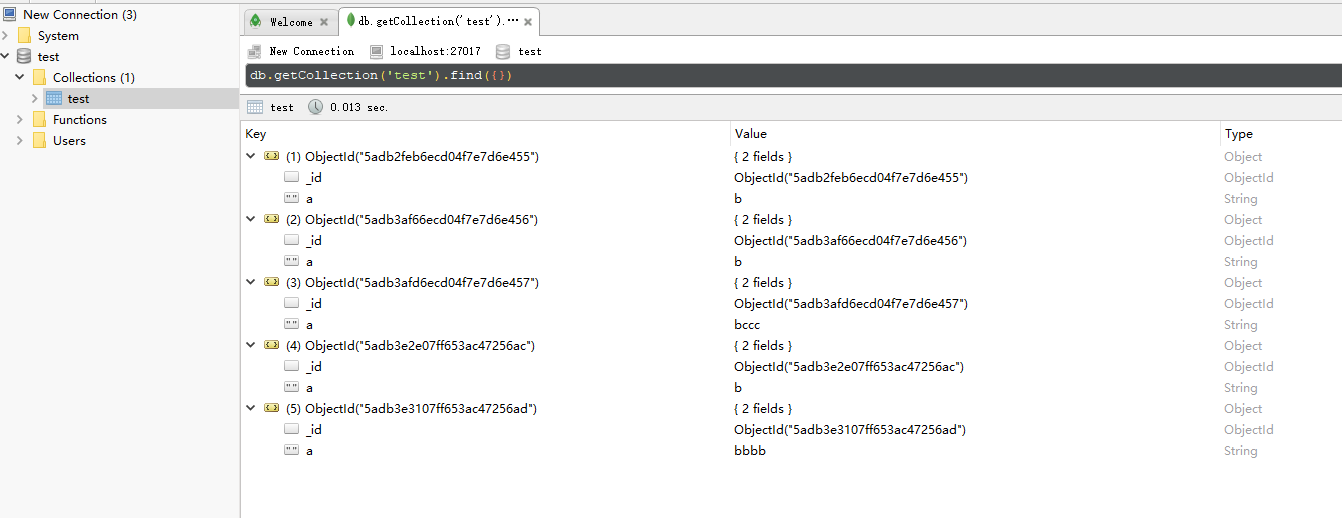 New Connection (3)
System
test
Collections (1)
test
Functions
Users
Welcome
db.getCollection('test').…
New Connection localhost:27017 test
db.getCollection('test').find({})
test 0.013 sec.
Key Value Type
(1) ObjectId("5adb2feb6ecd04f7e7d6e455") { 2 fields } Object
_id ObjectId("5adb2feb6ecd04f7e7d6e455") ObjectId
"" a b String
(2) ObjectId("5adb3af66ecd04f7e7d6e456") { 2 fields } Object
_id ObjectId("5adb3af66ecd04f7e7d6e456") ObjectId
"" a b String
(3) ObjectId("5adb3afd6ecd04f7e7d6e457") { 2 fields } Object
_id ObjectId("5adb3afd6ecd04f7e7d6e457") ObjectId
"" a bccc String
(4) ObjectId("5adb3e2e07ff653ac47256ac") { 2 fields } Object
_id ObjectId("5adb3e2e07ff653ac47256ac") ObjectId
"" a b String
(5) ObjectId("5adb3e3107ff653ac47256ad") { 2 fields } Object
_id ObjectId("5adb3e3107ff653ac47256ad") ObjectId
"" a bbbb String